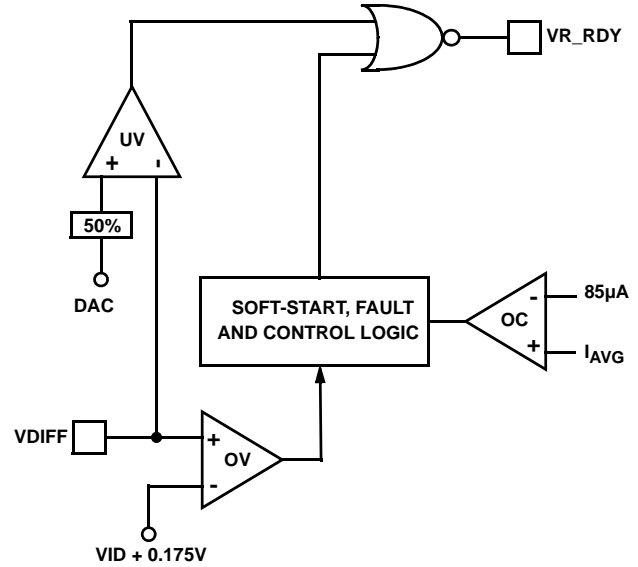 VR_RDY
UV
+ -
50%
DAC
SOFT-START, FAULT
AND CONTROL LOGIC
- 85µA
OC
+ IAVG
VDIFF
+
OV
-
VID + 0.175V